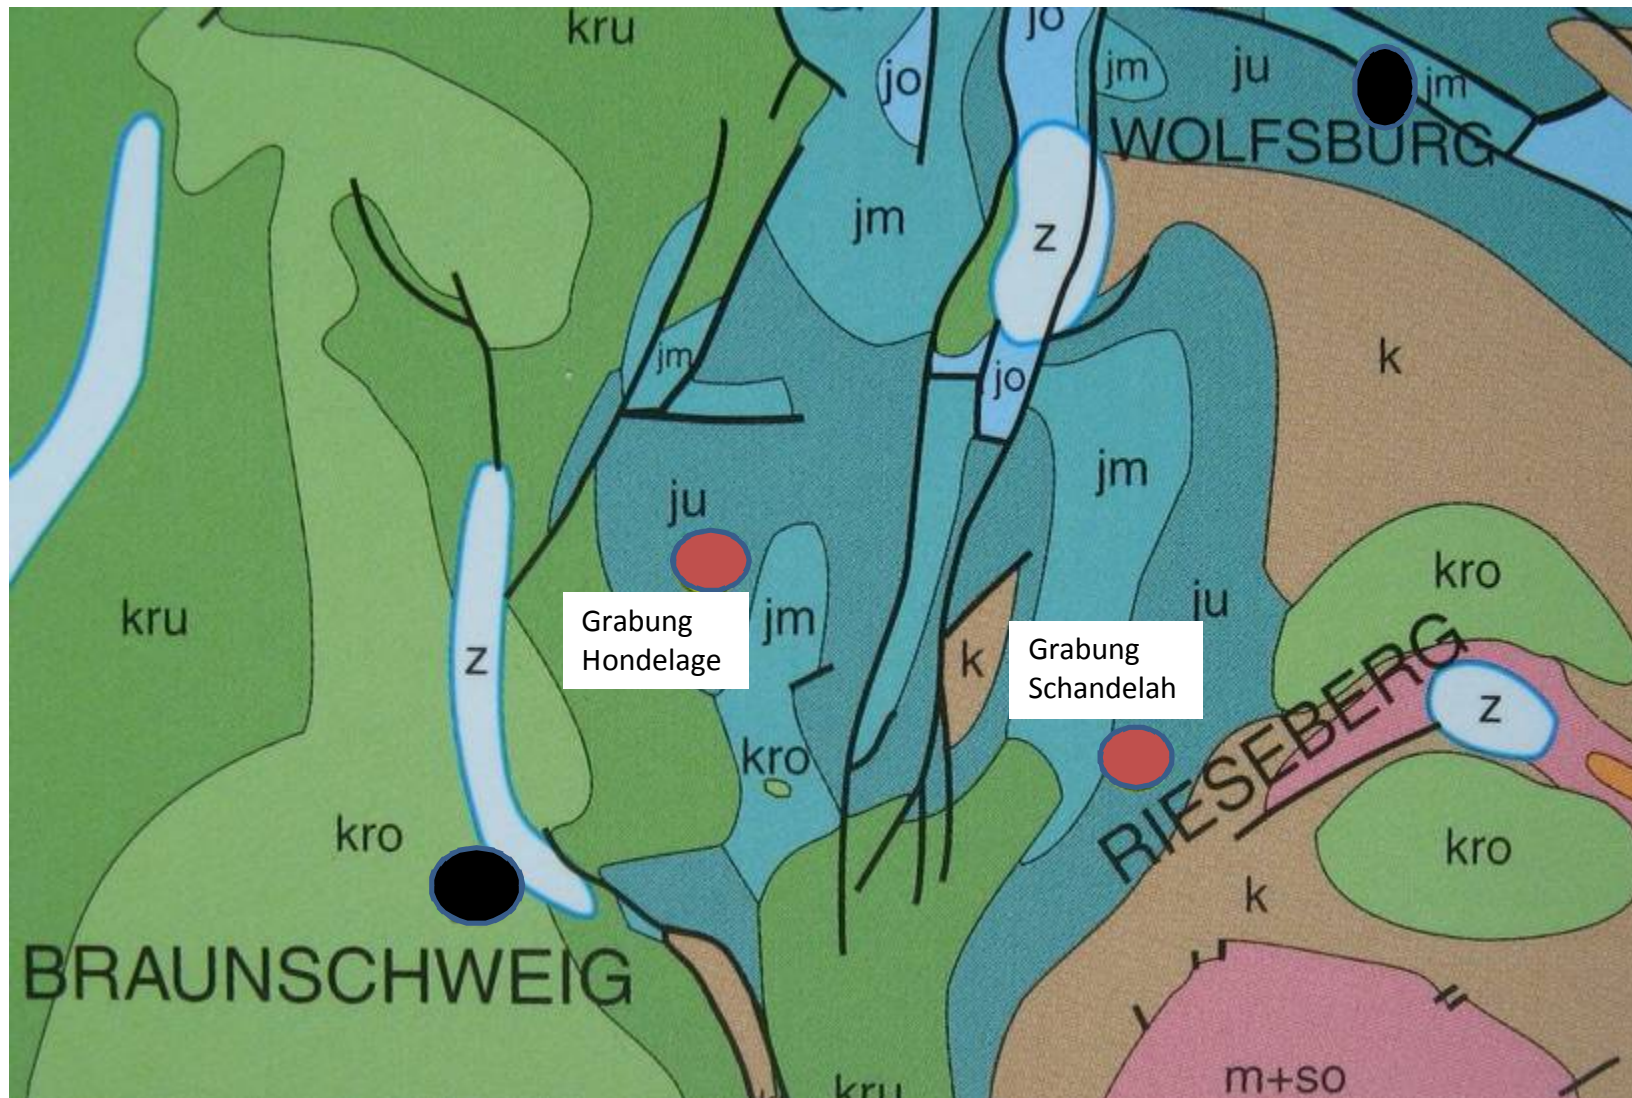 kru
jo
jo
jm
ju
jm
WOLFSBURG
jm
z
k
jm
jo
jm
ju
kro
ju
kru
Grabung
Hondelage
jm
z
k
Grabung
Schandelah
RIESEBERG
z
kro
kro
kro
k
BRAUNSCHWEIG
m+so
kru